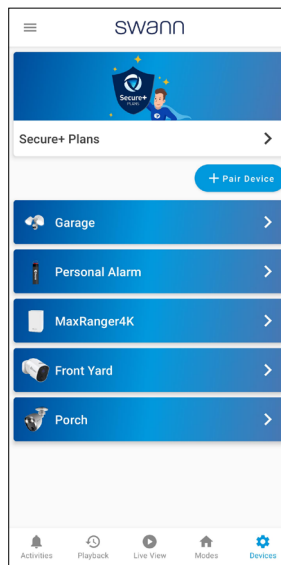 swann
Secure+
PLANS
Secure+ Plans
+ Pair Device
Garage
Personal Alarm
MaxRanger4K
Front Yard
Porch
Activities
Playback
Live View
Modes
Devices